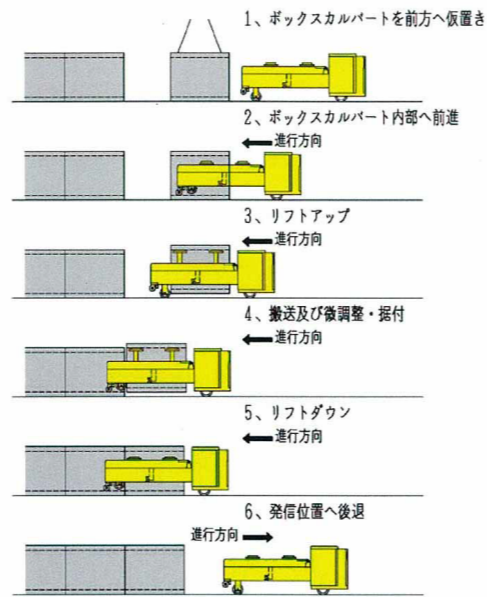 1、ボックスカルバートを前方へ仮置き
2、ボックスカルバート内部へ前進
進行方向
3、リフトアップ
進行方向
4、搬送及び微調整・据付
進行方向
5、リフトダウン
進行方向
6、発信位置へ後退
進行方向